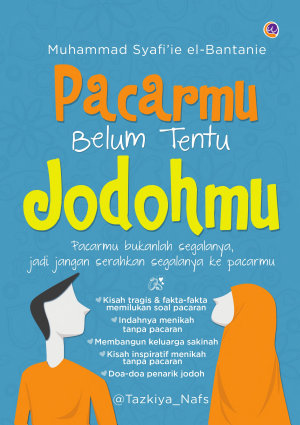 Muhammad Syafi'ie el-Bantanie
Pacarmu
Belum Tentu
Jodohmu
Pacarmu bukanlah segalanya,
jadi jangan serahkan segalanya ke pacarmu
Kisah tragis & fakta-fakta
memilukan soal pacaran
Indahnya menikah
tanpa pacaran
Membangun keluarga sakinah
Kisah inspiratif menikah
tanpa pacaran
Doa-doa penarik jodoh
@Tazkiya_Nafs